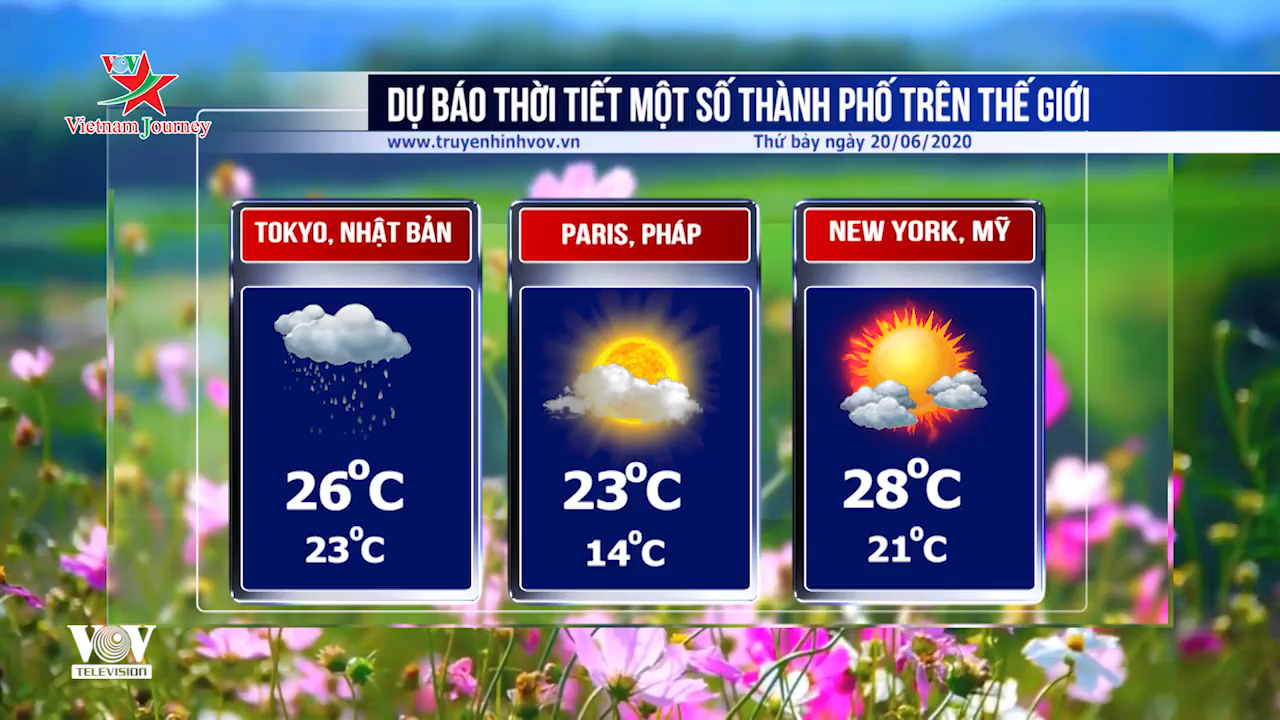 VOV
Vietnam Journey
DỰ BÁO THỜI TIẾT MỘT SỐ THÀNH PHỐ TRÊN THẾ GIỚI
www.truyenhinhvov.vn Thứ bảy ngày 20/06/2020
TOKYO, NHẬT BẢN
26°C
23°C
PARIS, PHÁP
23°C
14°C
NEW YORK, MỸ
28°C
21°C
VOV
TELEVISION